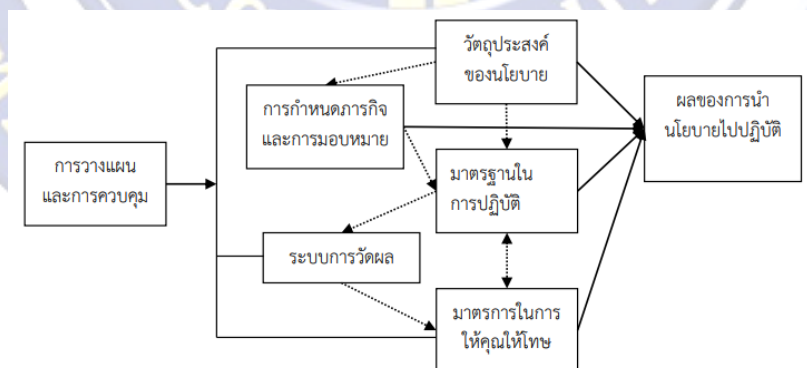 วัตถุประสงค์
ของนโยบาย
การกำหนดภารกิจ
และการมอบหมาย
ผลของการนำ
นโยบายไปปฏิบัติ
การวางแผน
และการควบคุม
มาตรฐานใน
การปฏิบัติ
ระบบการวัดผล
มาตรการในการ
ให้คุณให้โทษ